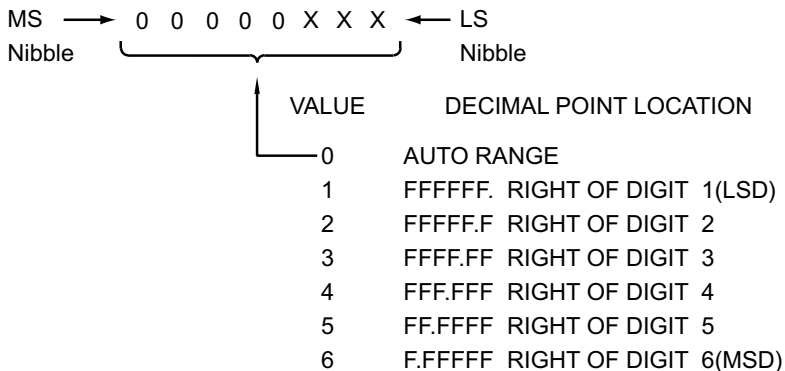 MS 0 0 0 0 0 X X X LS
Nibble Nibble
VALUE DECIMAL POINT LOCATION
0 AUTO RANGE
1 FFFFFF. RIGHT OF DIGIT 1(LSD)
2 FFFFF.F RIGHT OF DIGIT 2
3 FFFF.FF RIGHT OF DIGIT 3
4 FFF.FFF RIGHT OF DIGIT 4
5 FF.FFFF RIGHT OF DIGIT 5
6 F.FFFFF RIGHT OF DIGIT 6(MSD)